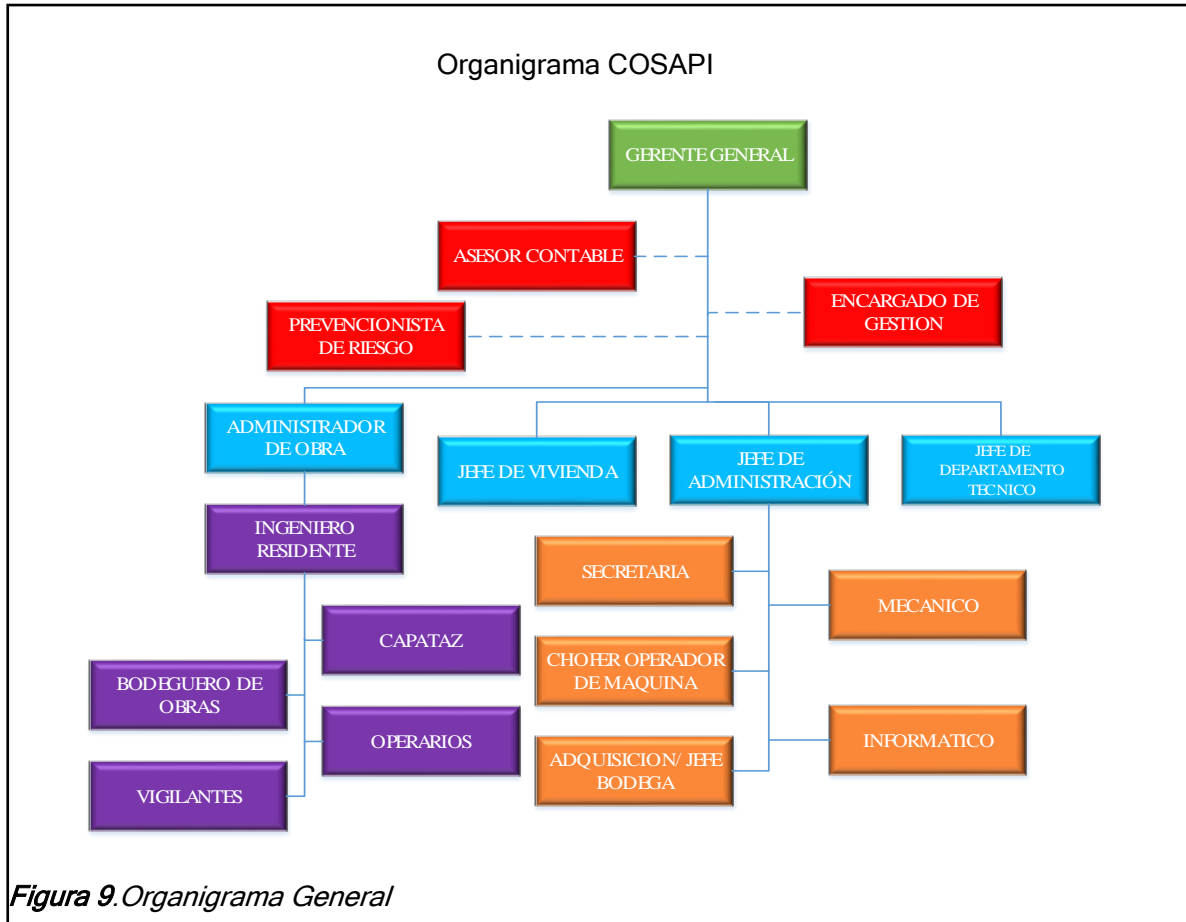 Organigrama COSAPI
GERENTE GENERAL
ASESOR CONTABLE
ENCARGADO DE
GESTION
PREVENCIONISTA
DE RIESGO
ADMINISTRADOR
DE OBRA
JEFE DE VIVIENDA
JEFE DE
ADMINISTRACIÓN
JEFE DE
DEPARTAMENTO
TECNICO
INGENIERO
RESIDENTE
SECRETARIA
MECANICO
CAPATAZ
CHOFER OPERADOR
DE MAQUINA
BODEGUERO DE
OBRAS
OPERARIOS
INFORMATICO
ADQUISICION/ JEFE
BODEGA
VIGILANTES
Figura 9.Organigrama General